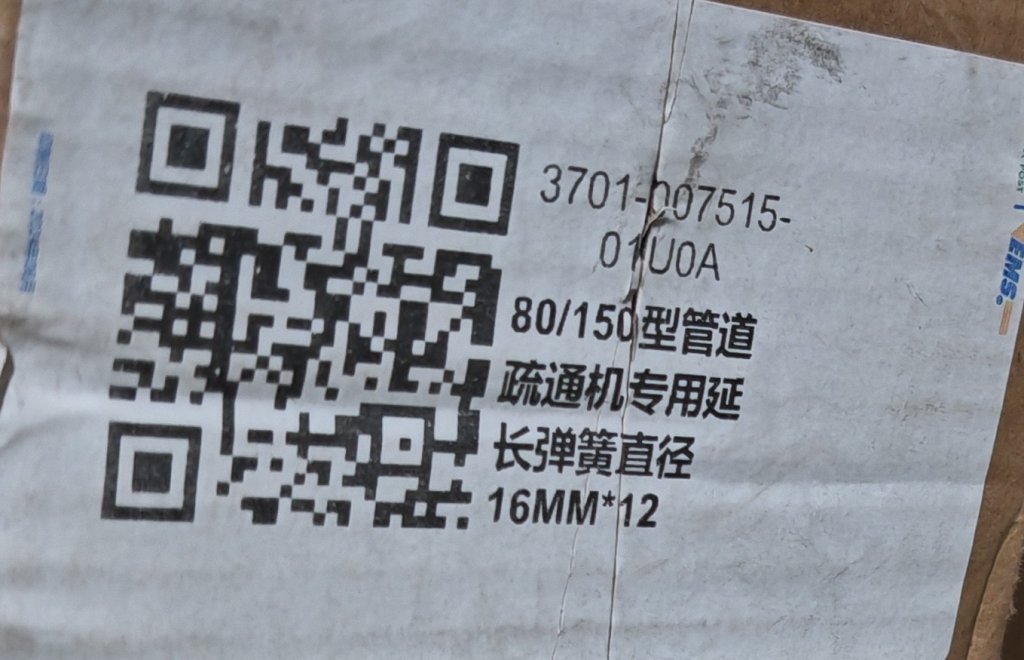 3701-007515-
01U0A
80/150型管道
疏通机专用延
长弹簧直径
16MM*12
EMS